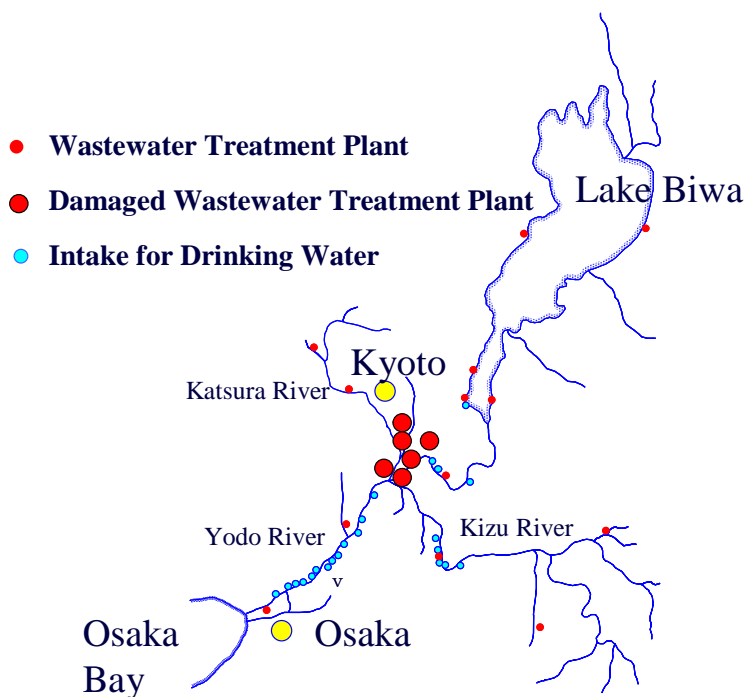 Wastewater Treatment Plant
Lake Biwa
Damaged Wastewater Treatment Plant
Intake for Drinking Water
Kyoto
Katsura River
Yodo River
Kizu River
v
Osaka
Bay
Osaka